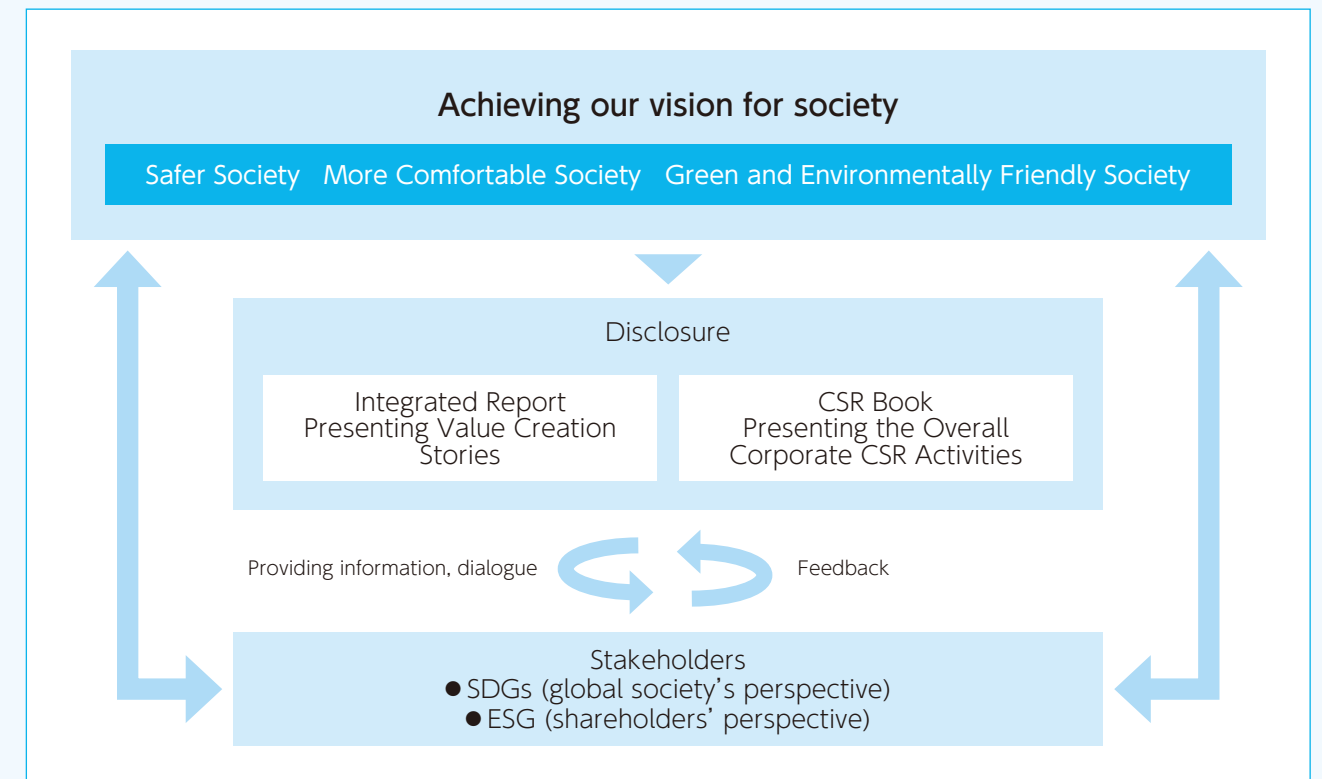 Achieving our vision for society
Safer Society More Comfortable Society Green and Environmentally Friendly Society
Disclosure
Integrated Report
Presenting Value Creation
Stories
CSR Book
Presenting the Overall
Corporate CSR Activities
Providing information, dialogue
Feedback
Stakeholders
●SDGs (global society’s perspective)
●ESG (shareholders’ perspective)